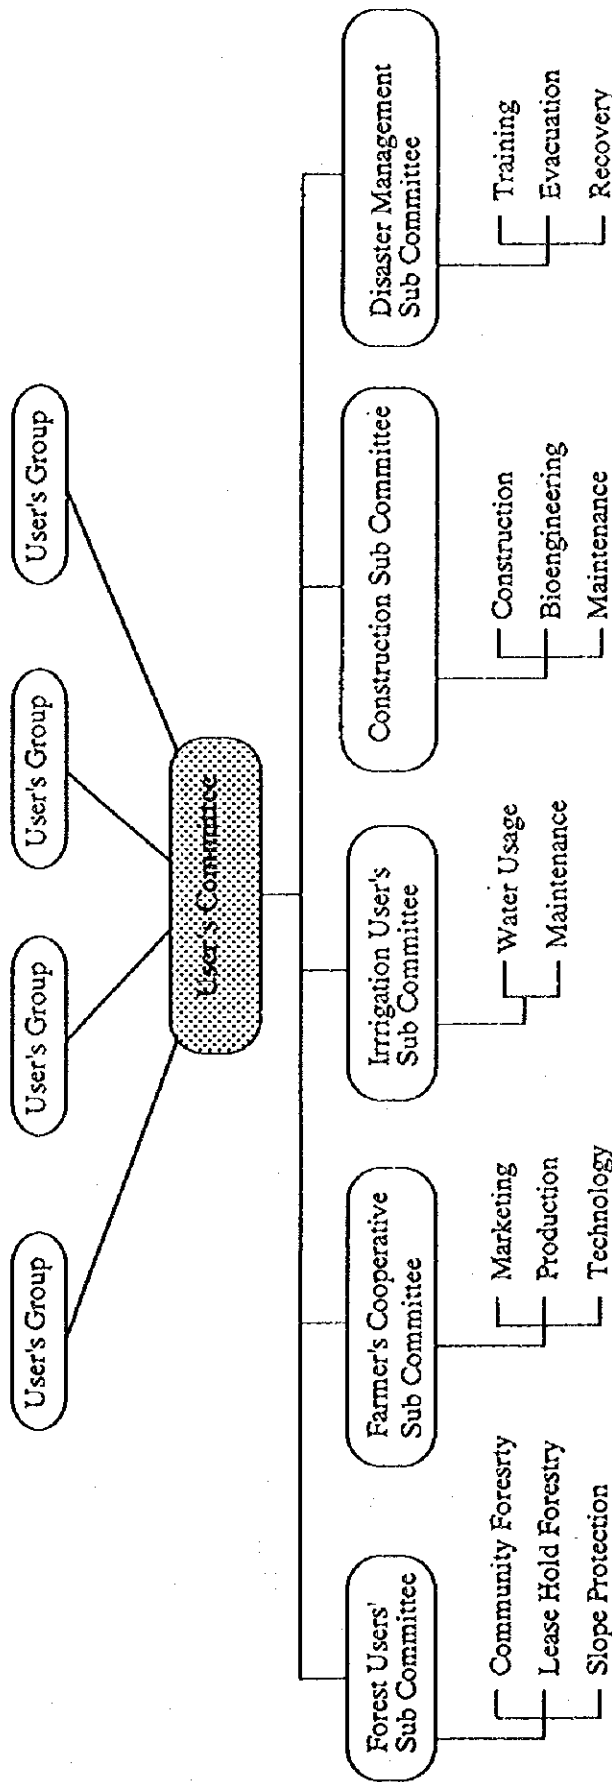 User's Group
User's Group
User's Group
User's Group
User's Committee
Forest Users'
Sub Committee
Farmer's Cooperative
Sub Committee
Irrrigation User's
Sub Committee
Construction Sub Committee
Disaster Management
Sub Committee
Community Foresrty
Lease Hold Forestry
Slope Protection
Marketing
Production
Technology
Water Usage
Maintenance
Construction
Bioengineering
Maintenance
Training
Evacuation
Recovery